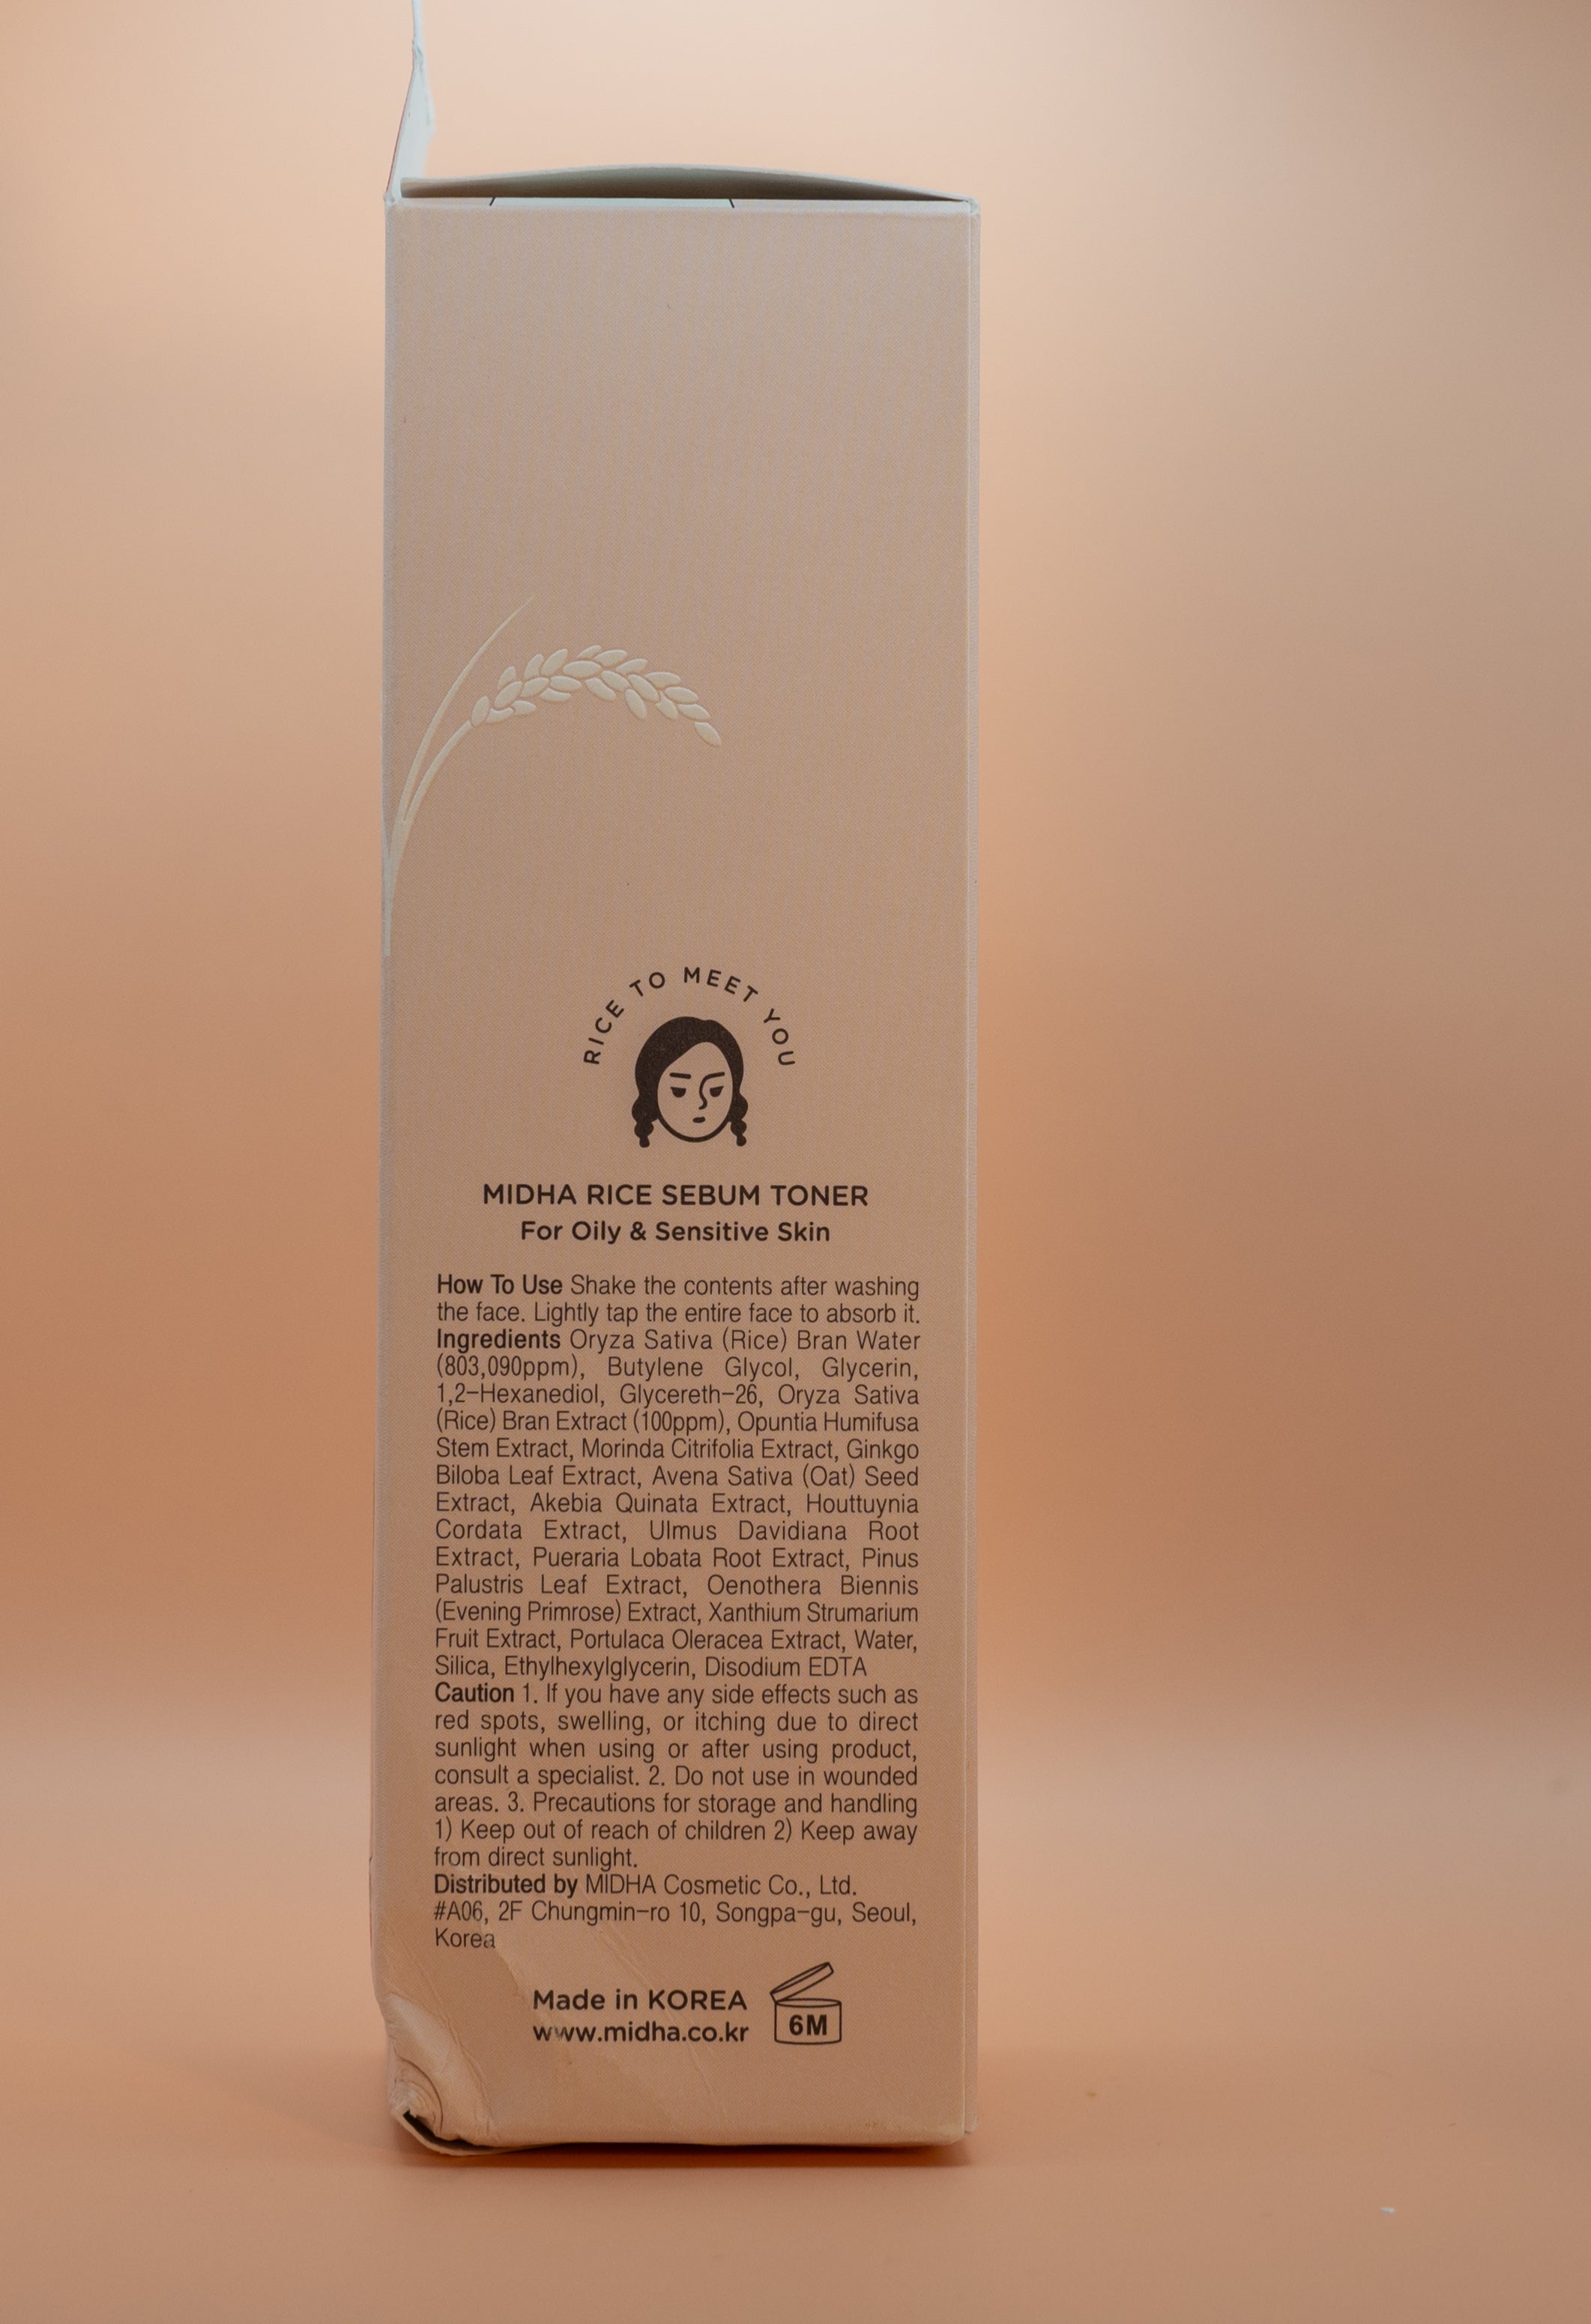 RICE TO MEET YOU
MIDHA RICE SEBUM TONER
For Oily & Sensitive Skin
How To Use Shake the contents after washing
the face. Lightly tap the entire face to absorb it.
Ingredients Oryza Sativa (Rice) Bran Water
(803,090ppm), Butylene Glycol, Glycerin,
1,2-Hexanediol, Glycereth-26, Oryza Sativa
(Rice) Bran Extract (100ppm), Opuntia Humifusa
Stem Extract, Morinda Citrifolia Extract, Ginkgo
Biloba Leaf Extract, Avena Sativa (Oat) Seed
Extract, Akebia Quinata Extract, Houttuynia
Cordata Extract, Ulmus Davidiana Root
Extract, Pueraria Lobata Root Extract, Pinus
Palustris Leaf Extract, Oenothera Biennis
(Evening Primrose) Extract, Xanthium Strumarium
Fruit Extract, Portulaca Oleracea Extract, Water,
Silica, Ethylhexylglycerin, Disodium EDTA
Caution 1. If you have any side effects such as
red spots, swelling, or itching due to direct
sunlight when using or after using product,
consult a specialist. 2. Do not use in wounded
areas. 3. Precautions for storage and handling
1) Keep out of reach of children 2) Keep away
from direct sunlight.
Distributed by MIDHA Cosmetic Co., Ltd.
#A06, 2F Chungmin-ro 10, Songpa-gu, Seoul,
Korea
Made in KOREA
www.midha.co.kr
6M